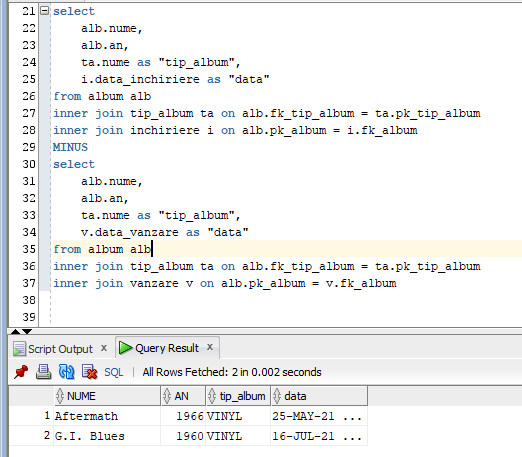 21 select
22 alb.nume,
23 alb.an,
24 ta.nume as "tip_album",
25 i.data_inchiriere as "data"
26 from album alb
27 inner join tip_album ta on alb.fk_tip_album = ta.pk_tip_album
28 inner join inchiriere i on alb.pk_album = i.fk_album
29 MINUS
30 select
31 alb.nume,
32 alb.an,
33 ta.nume as "tip_album",
34 v.data_vanzare as "data"
35 from album alb
36 inner join tip_album ta on alb.fk_tip_album = ta.pk_tip_album
37 inner join vanzare v on alb.pk_album = v.fk_album
38
39
Script Output x Query Result x
SQL | All Rows Fetched: 2 in 0.002 seconds
NUME AN tip_album data
1 Aftermath 1966 VINYL 25-MAY-21 ...
2 G.I. Blues 1960 VINYL 16-JUL-21 ...